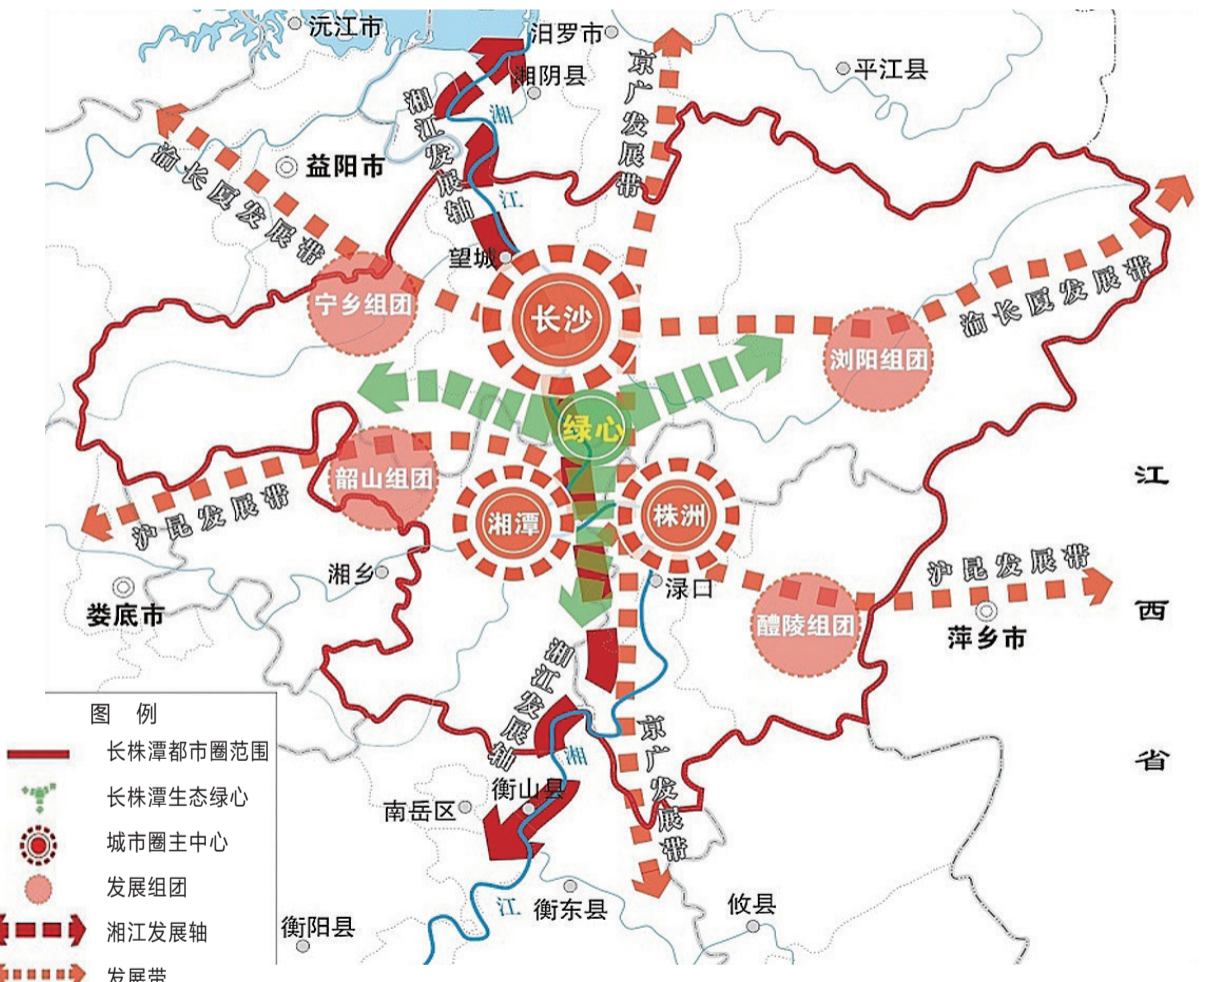 沅江市
汨罗市
平江县
湘阴县
京广发展带
湘江发展轴
湘
江
益阳市
渝长厦发展带
望城
宁乡组团
长沙
渝长厦发展带
浏阳组团
绿心
韶山组团
湘潭
株洲
沪昆发展带
湘乡
渌口
沪昆发展带
娄底市
醴陵组团
萍乡市
江
西
省
湘江发展轴
京广发展带
湘
衡山县
南岳区
江
衡东县
攸县
衡阳县
图 例
长株潭都市圈范围
长株潭生态绿心
城市圈主中心
发展组团
湘江发展轴
发展带